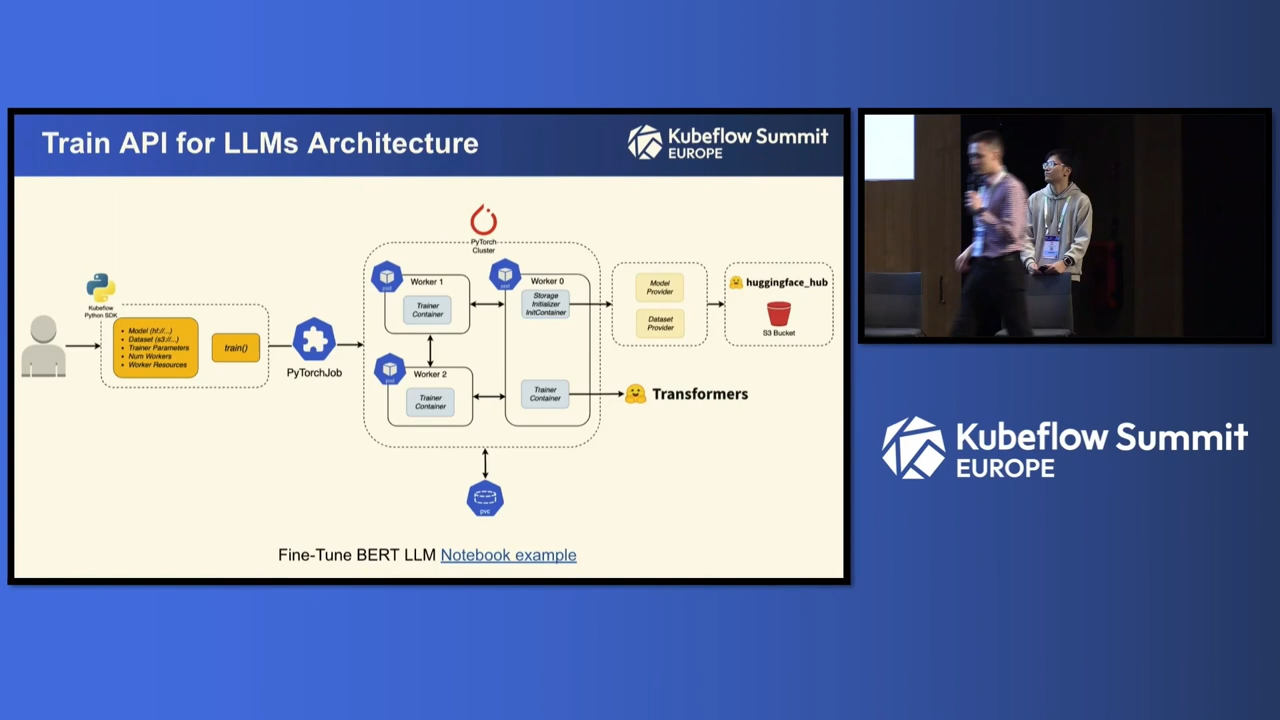 Train API for LLMs Architecture
Kubeflow Summit
EUROPE
PyTorch
Cluster
Kubeflow
Python SDK
• Model (hf://...)
• Dataset (s3://...)
• Trainer Parameters
• Num Workers
• Worker Resources
train()
PyTorchJob
pod
Worker 1
Trainer
Container
pod
Worker 0
Storage
Initializer
InitContainer
pod
Worker 2
Trainer
Container
Trainer
Container
Model
Provider
Dataset
Provider
huggingface_hub
S3 Bucket
Transformers
pvc
Fine-Tune BERT LLM Notebook example
Kubeflow Summit
EUROPE